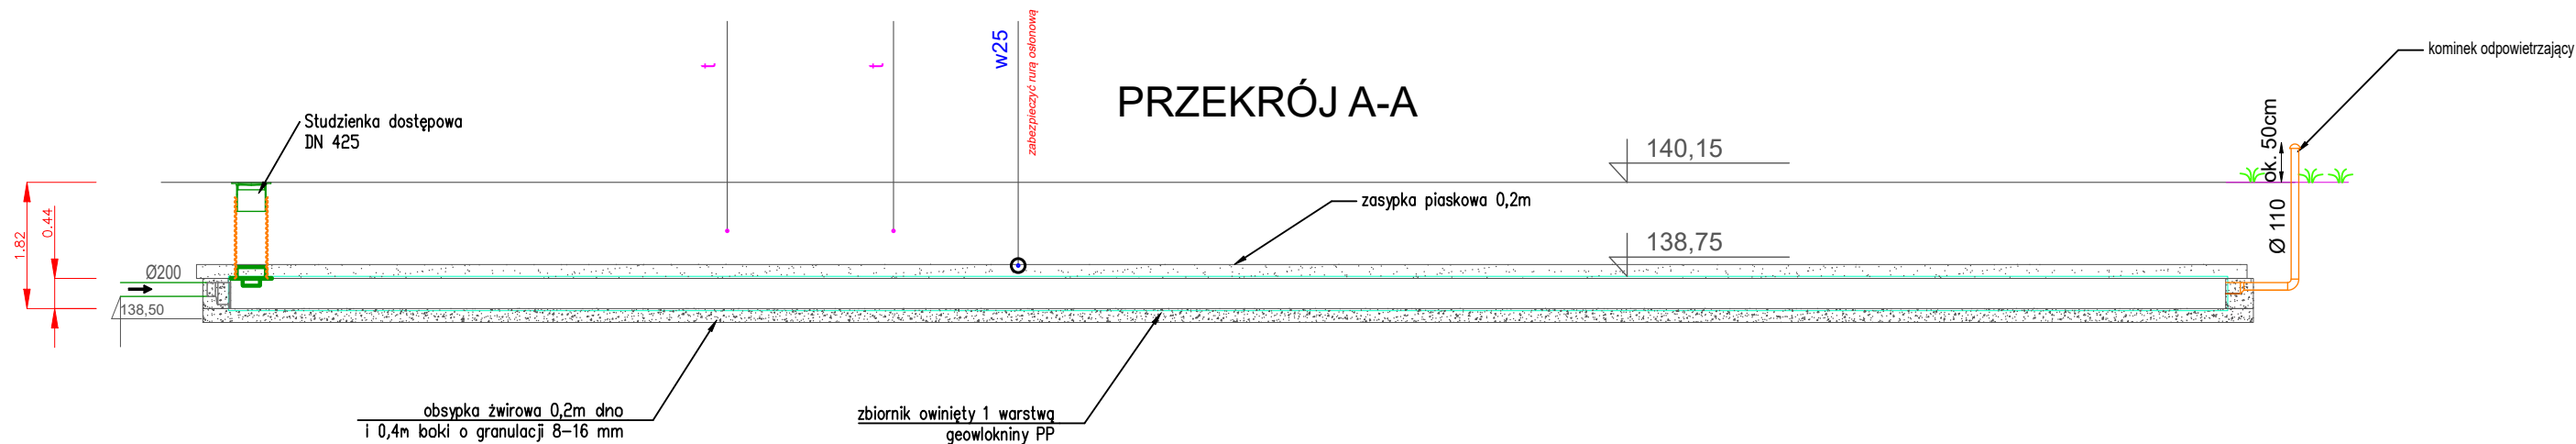 kominek odpowietrzający
t
t
w25
zabezpieczyć rurą osłonową
PRZEKRÓJ A-A
Studzienka dostępowa
DN 425
ok. 50cm
140,15
zasypka piaskowa 0,2m
1.82
0.44
Ø 110
138,75
Ø200
138,50
obsypka żwirowa 0,2m dno
i 0,4m boki o granulacji 8-16 mm
zbiornik owinięty 1 warstwą
geowlokniny PP